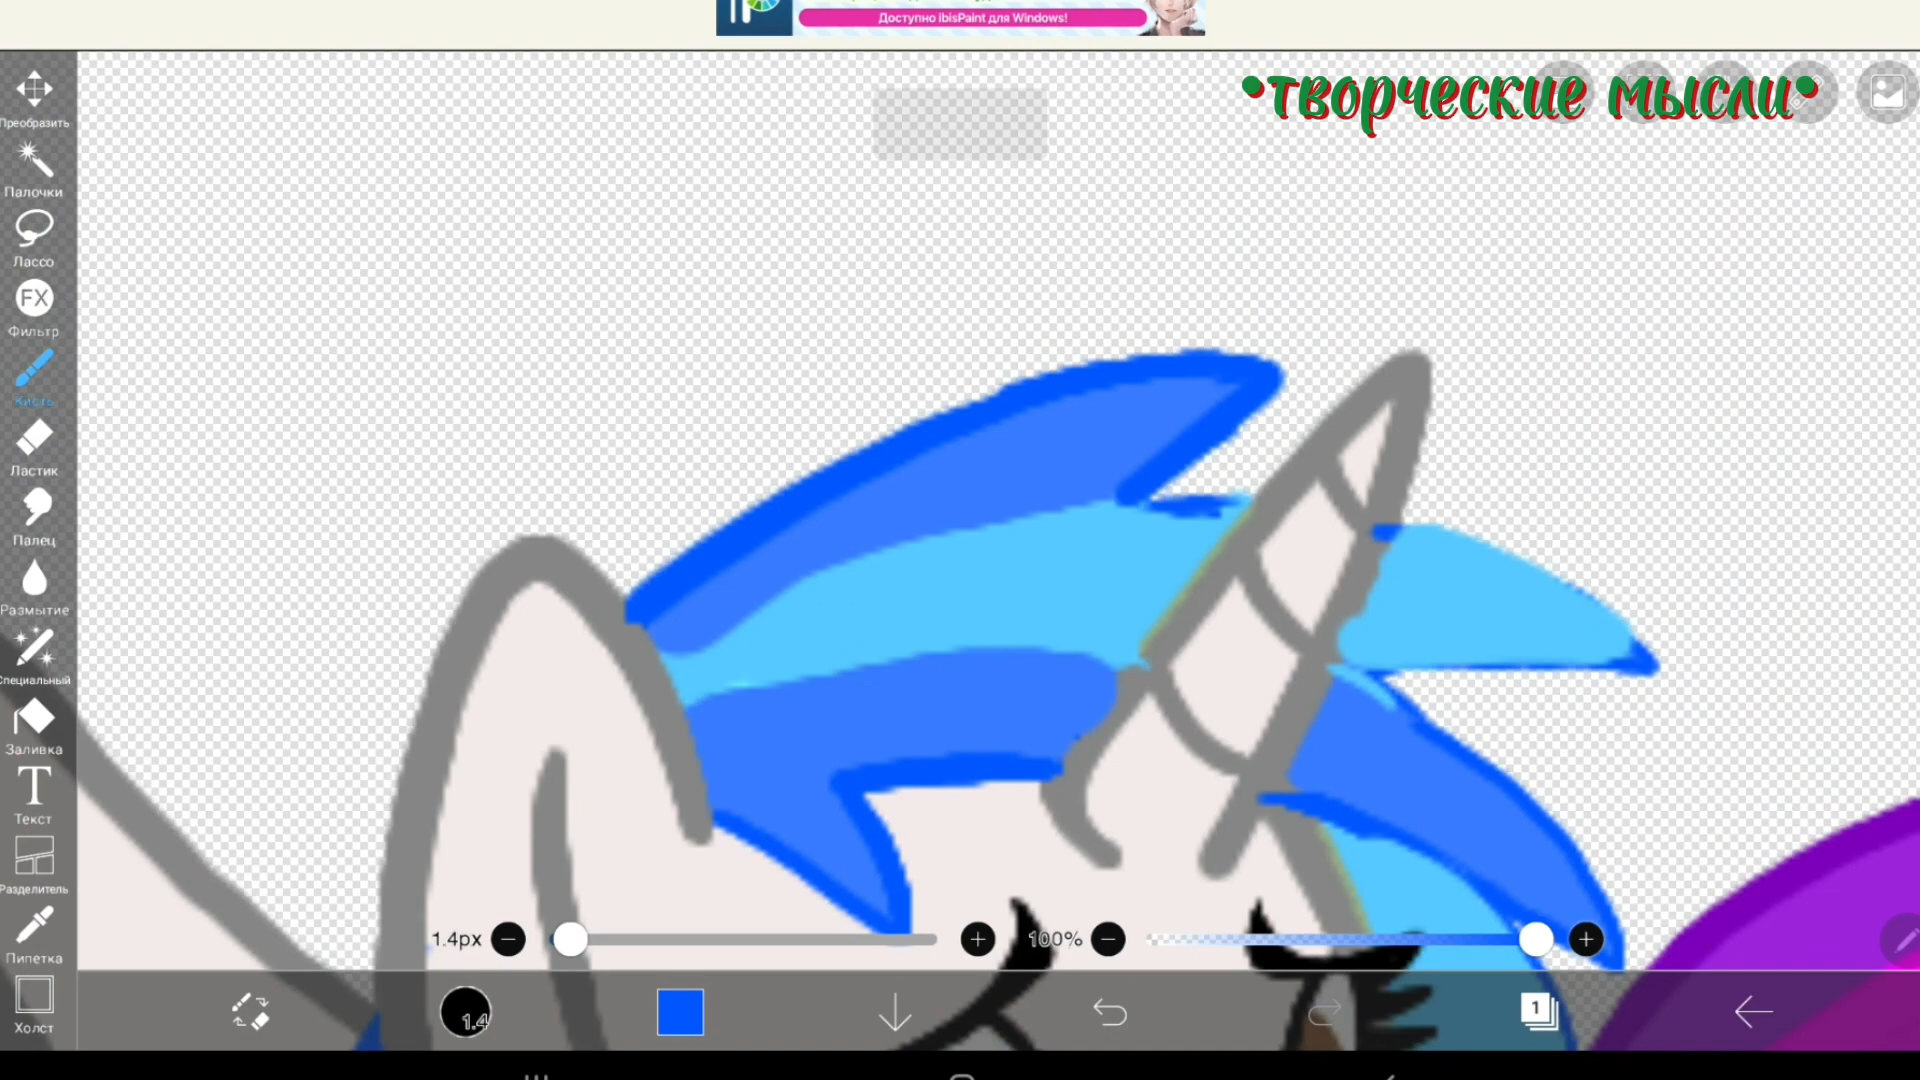 Доступно ibisPaint для Windows!
•творческие мысли•
Преобразить
Палочки
Лассо
FX
Фильтр
Кисть
Ластик
Палец
Размытие
Специальный
Заливка
T
Текст
Разделитель
Пипетка
Холст
1.4px
100%
1.4
1